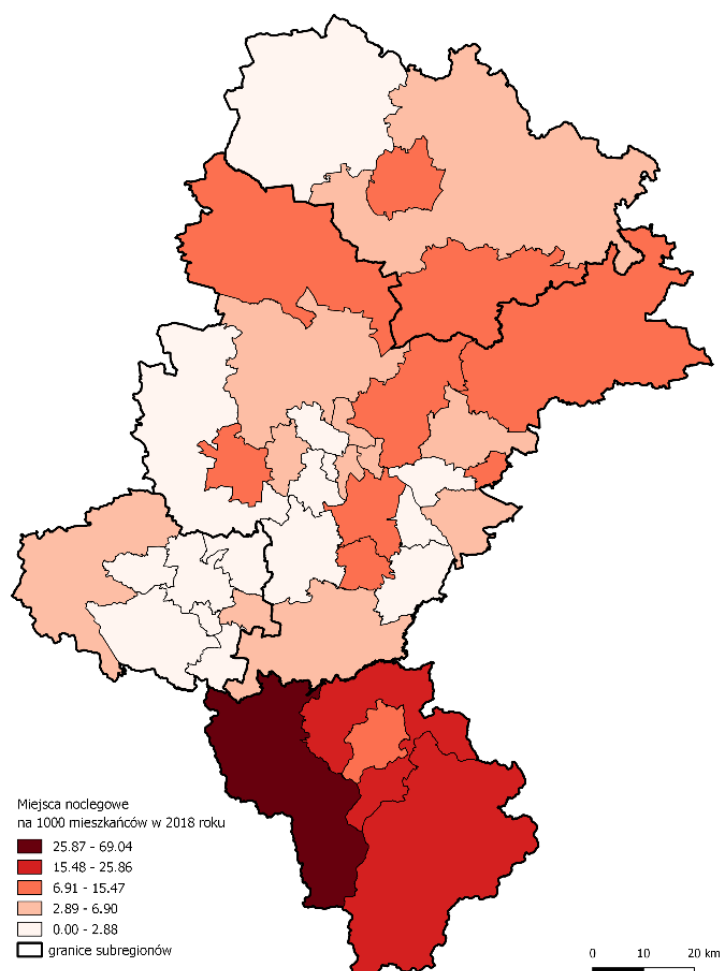 Miejsca noclegowe
na 1000 mieszkańców w 2018 roku
25.87 - 69.04
15.48 - 25.86
6.91 - 15.47
2.89 - 6.90
0.00 - 2.88
granice subregionów
0 10 20 km